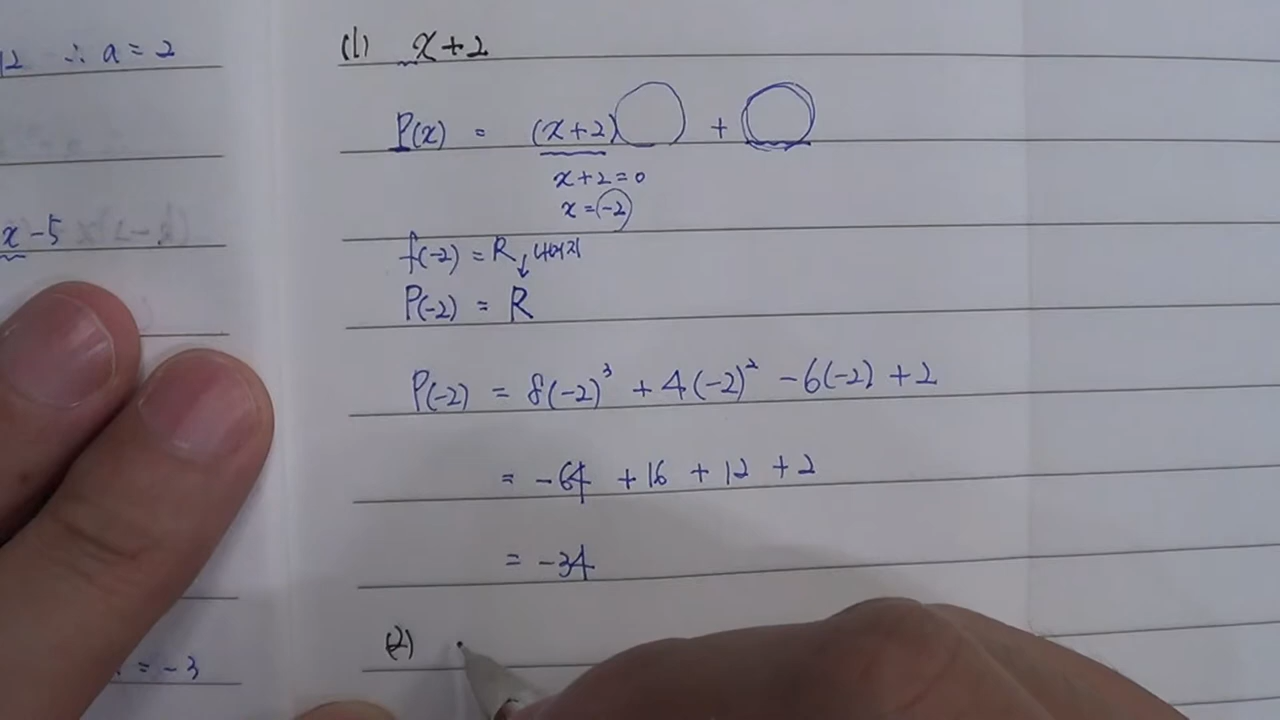 12 ∴ a = 2
x - 5
= -3
(1) x+2
P(x) = (x+2)◯ + ◯
x+2=0
x=-2
f(-2) = R 나머지
P(-2) = R
P(-2) = 8(-2)³ + 4(-2)² - 6(-2) + 2
= -64 + 16 + 12 + 2
= -34
(2)